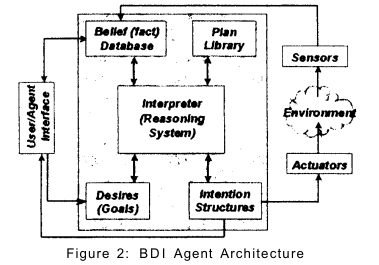 Belief (fact)
Database
Plan
Library
Sensors
User/Agent
Interface
Interpreter
(Reasoning
System)
Environment
Actuators
Desires
(Goals)
Intention
Structures
Figure 2: BDI Agent Architecture